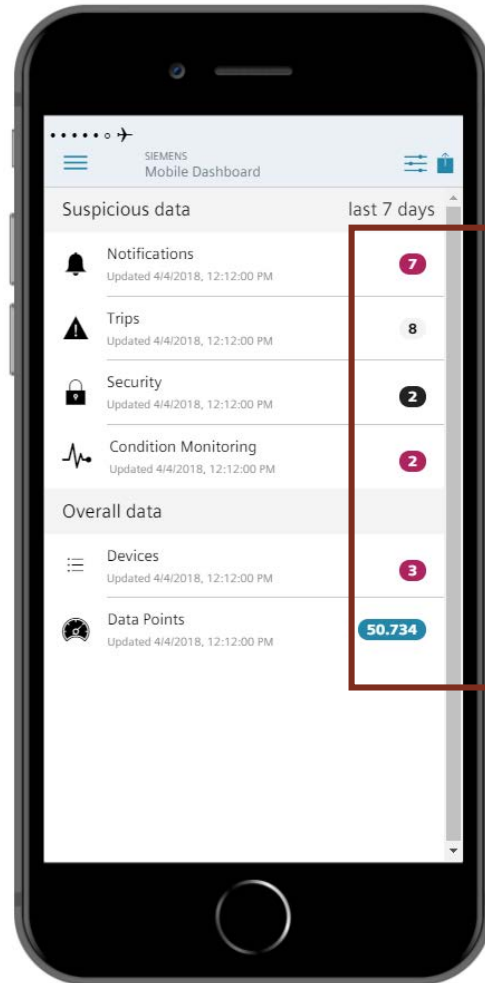 SIEMENS
Mobile Dashboard
Suspicious data last 7 days
Notifications 7
Updated 4/4/2018, 12:12:00 PM
Trips 8
Updated 4/4/2018, 12:12:00 PM
Security 2
Updated 4/4/2018, 12:12:00 PM
Condition Monitoring 2
Updated 4/4/2018, 12:12:00 PM
Overall data
Devices 3
Updated 4/4/2018, 12:12:00 PM
Data Points 50.734
Updated 4/4/2018, 12:12:00 PM